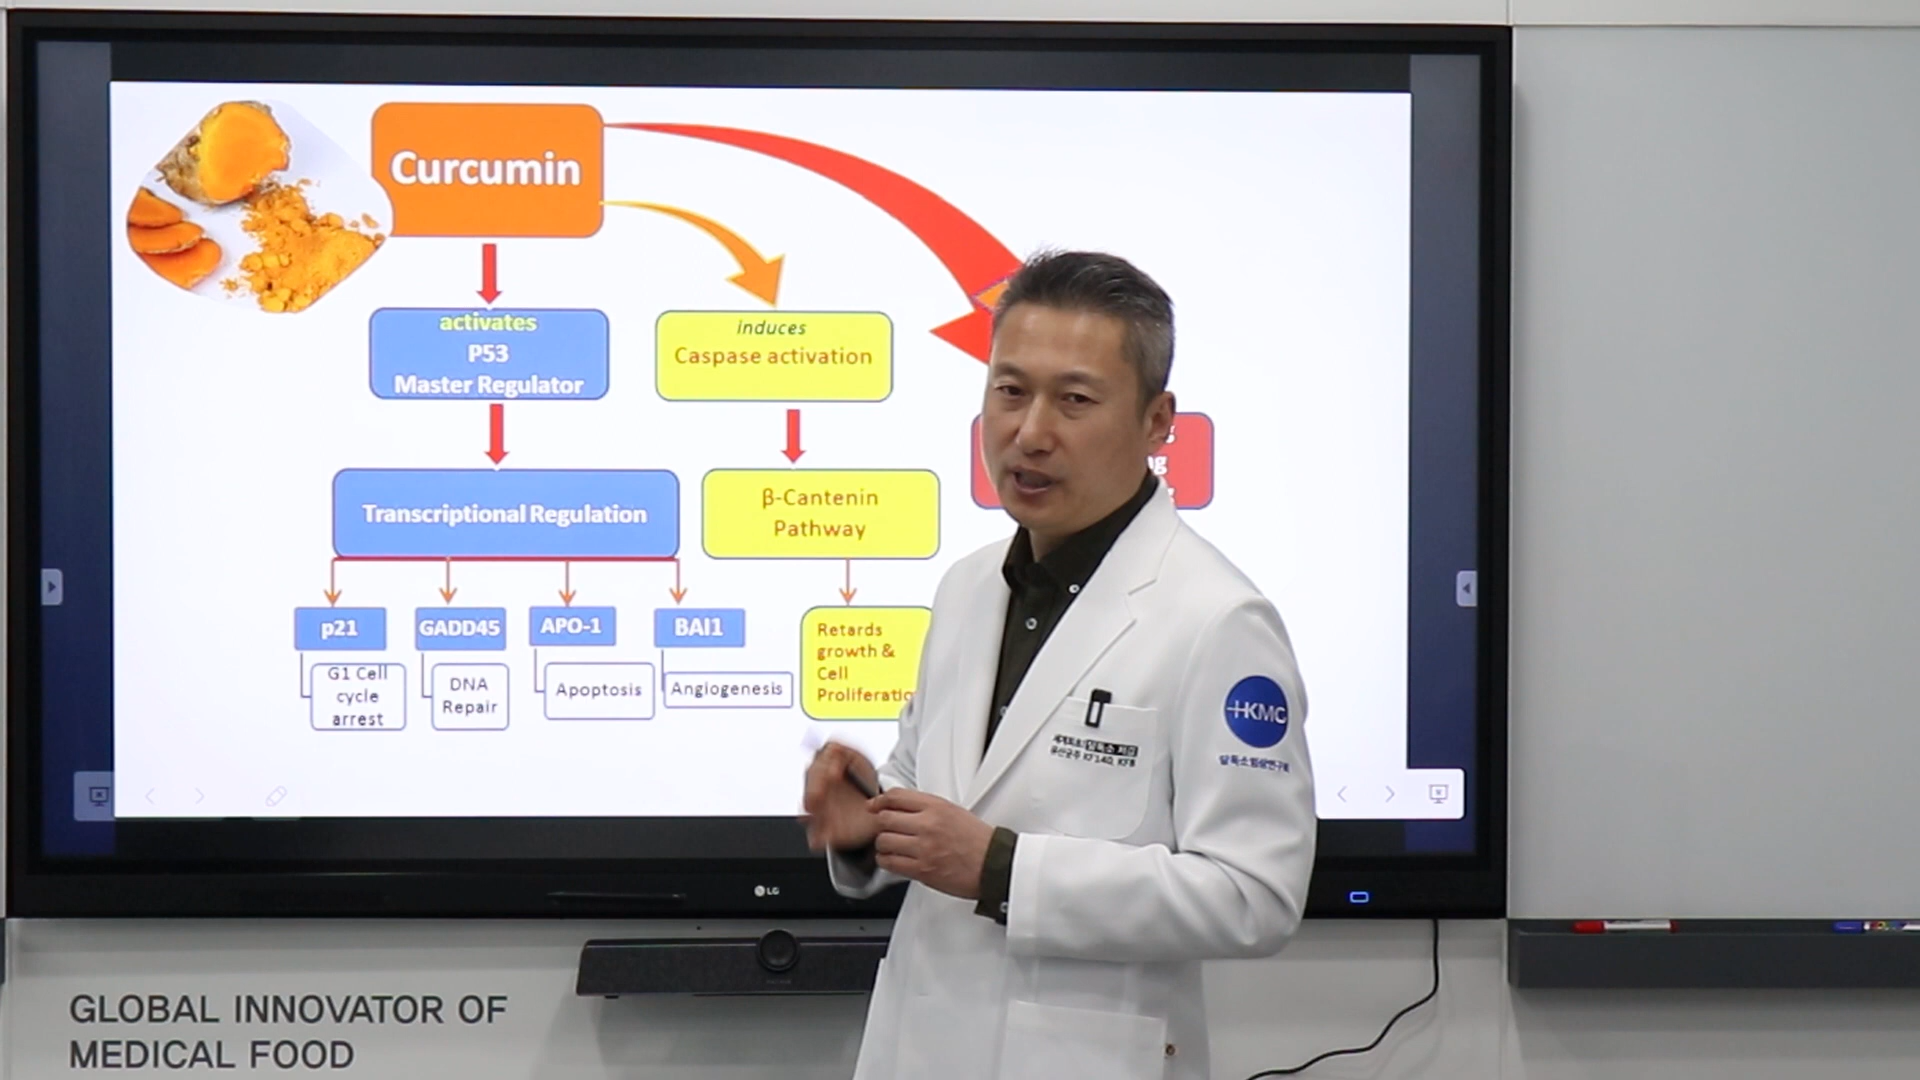 Curcumin
activates
P53
Master Regulator
induces
Caspase activation
Transcriptional Regulation
β-Cantenin
Pathway
p21
GADD45
APO-1
BAI1
G1 Cell
cycle
arrest
DNA
Repair
Apoptosis
Angiogenesis
Retards
growth &
Cell
LG
HKMC
GLOBAL INNOVATOR OF
MEDICAL FOOD